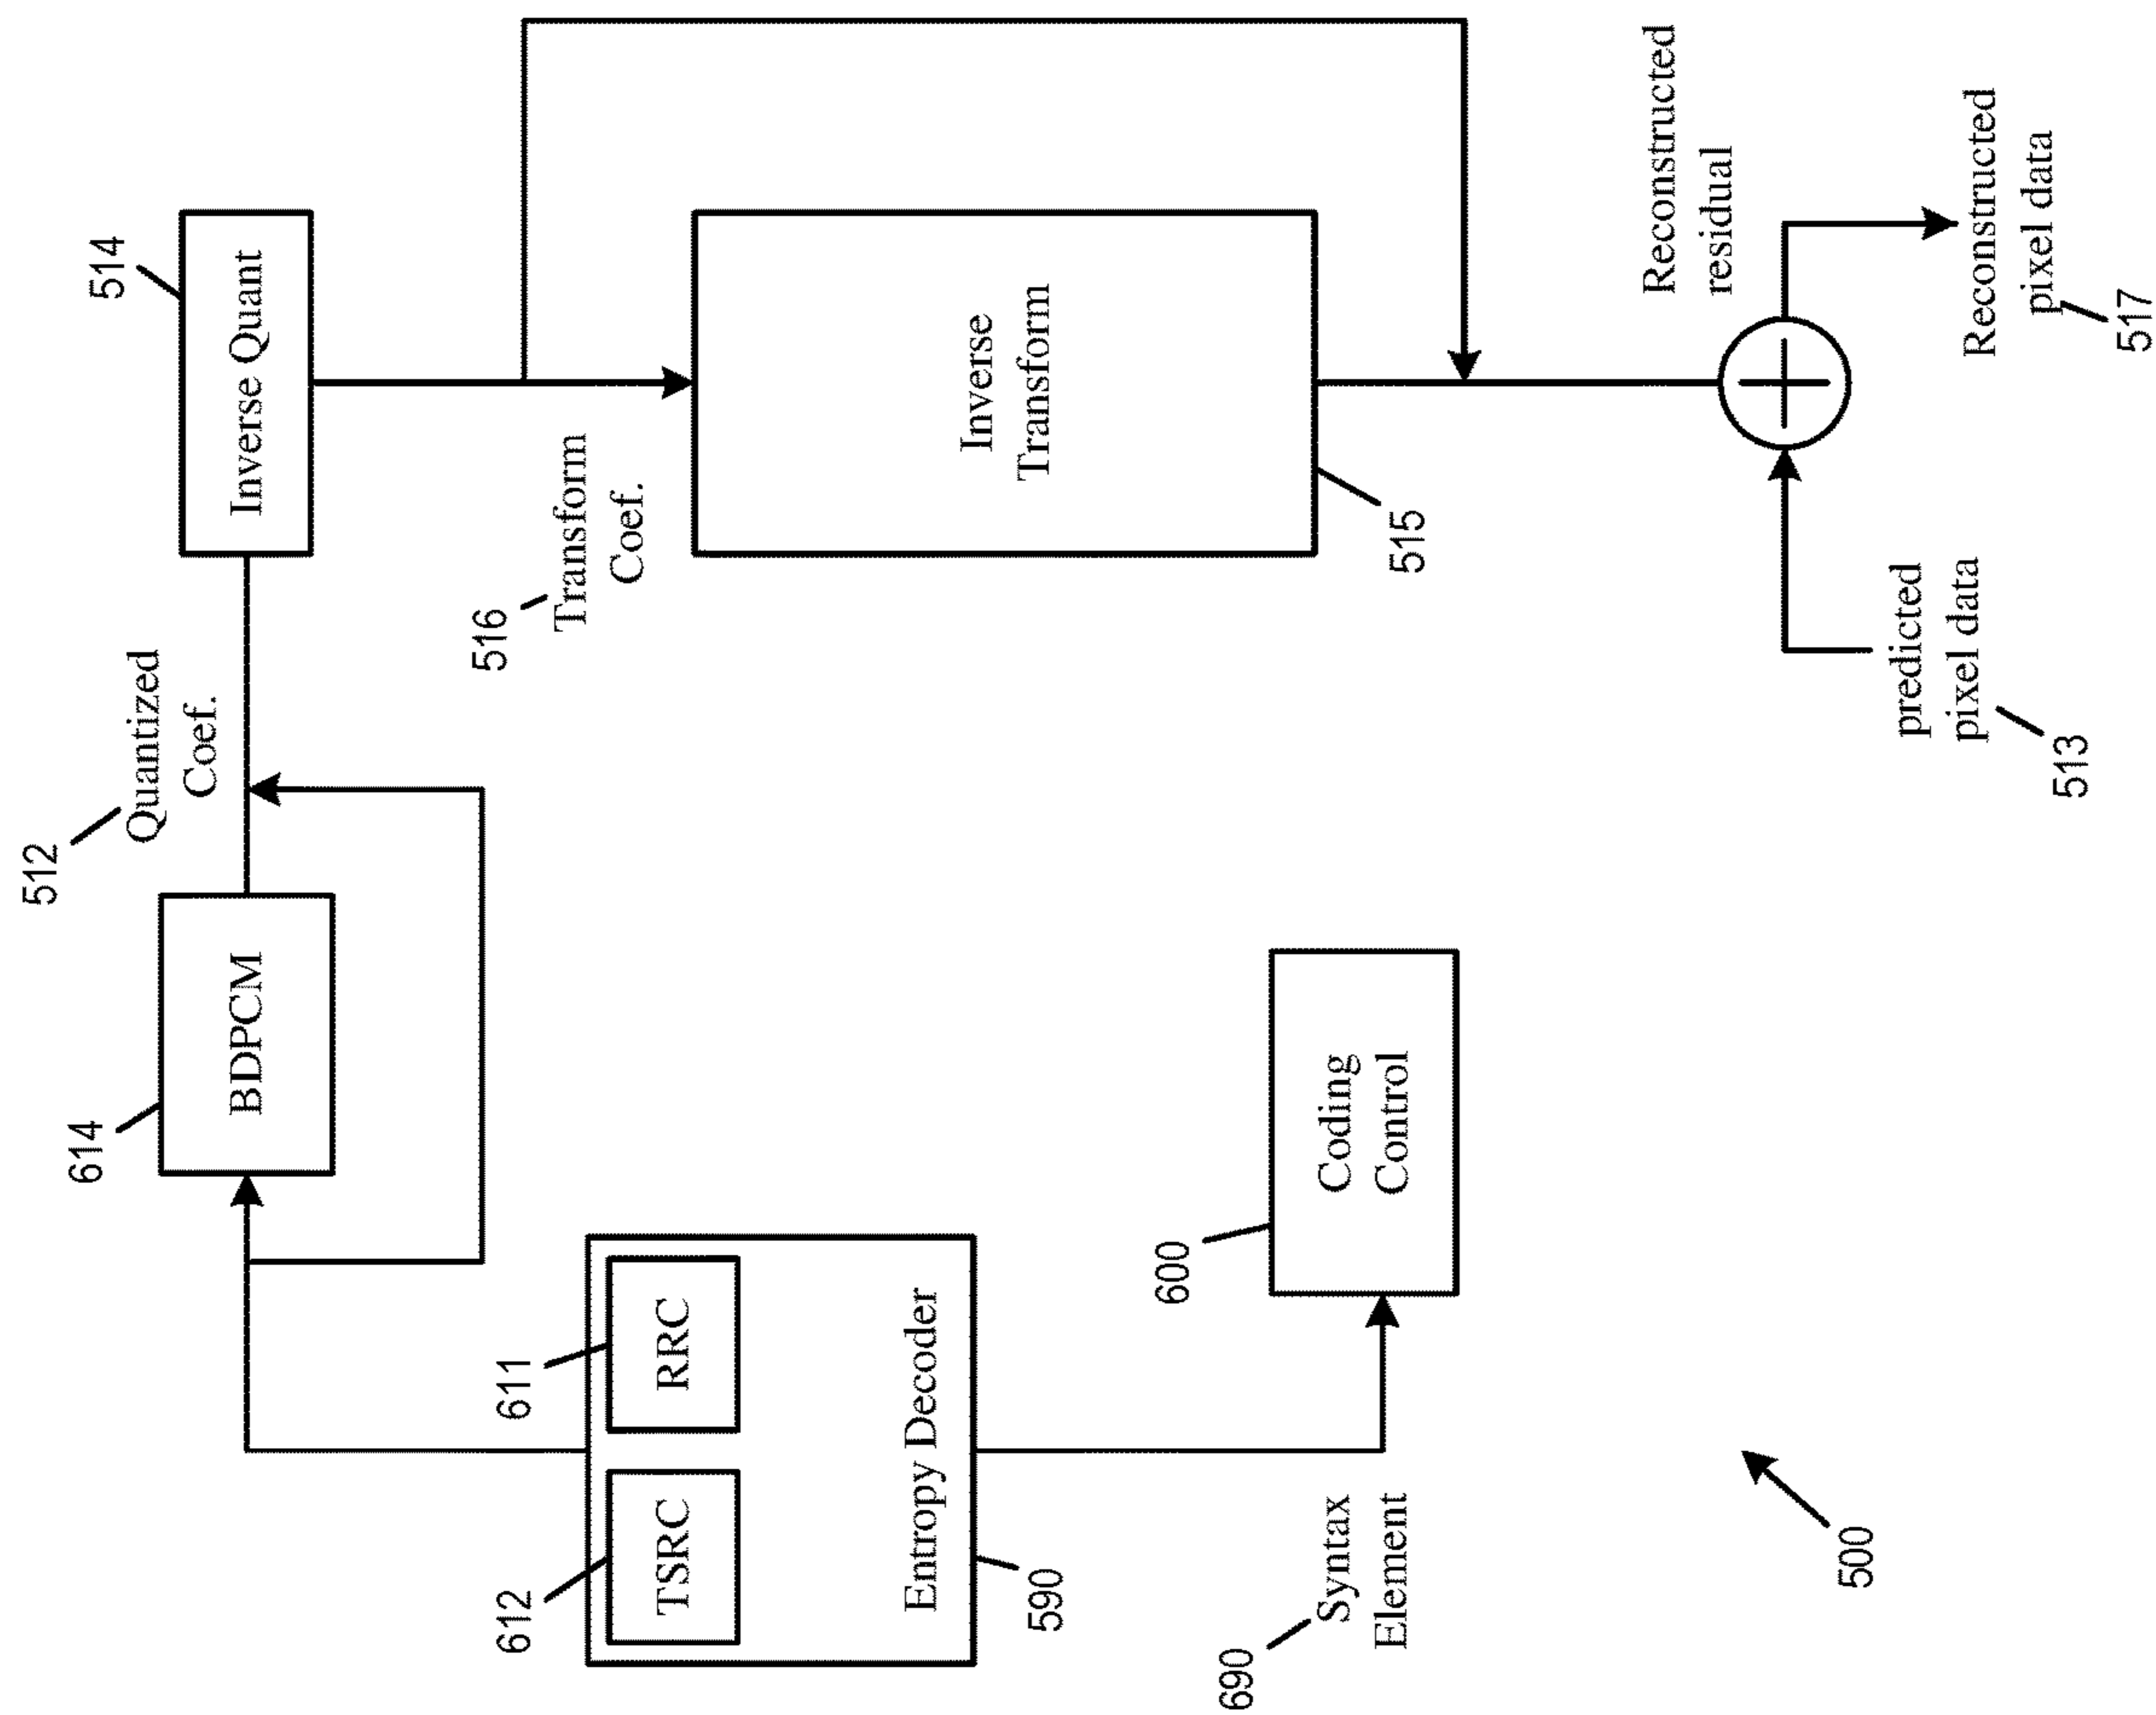 612
TSRC
611
RRC
Entropy Decoder
590
690
Syntax
Element
600
Coding
Control
614
BDPCM
512
Quantized
Coef.
514
Inverse Quant
516
Transform
Coef.
Inverse
Transform
515
Reconstructed
residual
predicted
pixel data
513
Reconstructed
pixel data
517
500